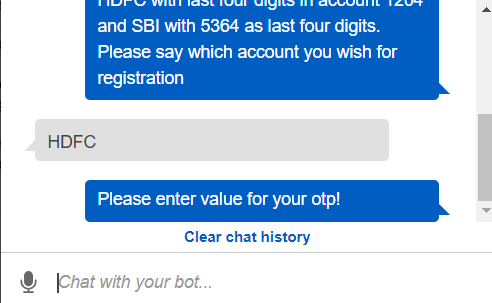 HDFC with last four digits in account 1264
and SBI with 5364 as last four digits.
Please say which account you wish for
registration
HDFC
Please enter value for your otp!
Clear chat history
Chat with your bot...